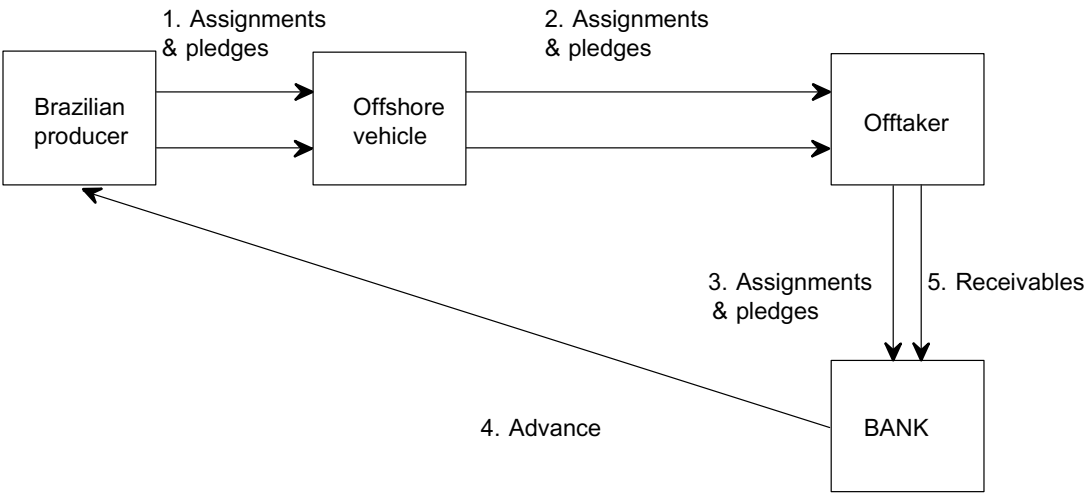 1. Assignments
& pledges
2. Assignments
& pledges
Brazilian
producer
Offshore
vehicle
Offtaker
3. Assignments
& pledges
5. Receivables
4. Advance
BANK